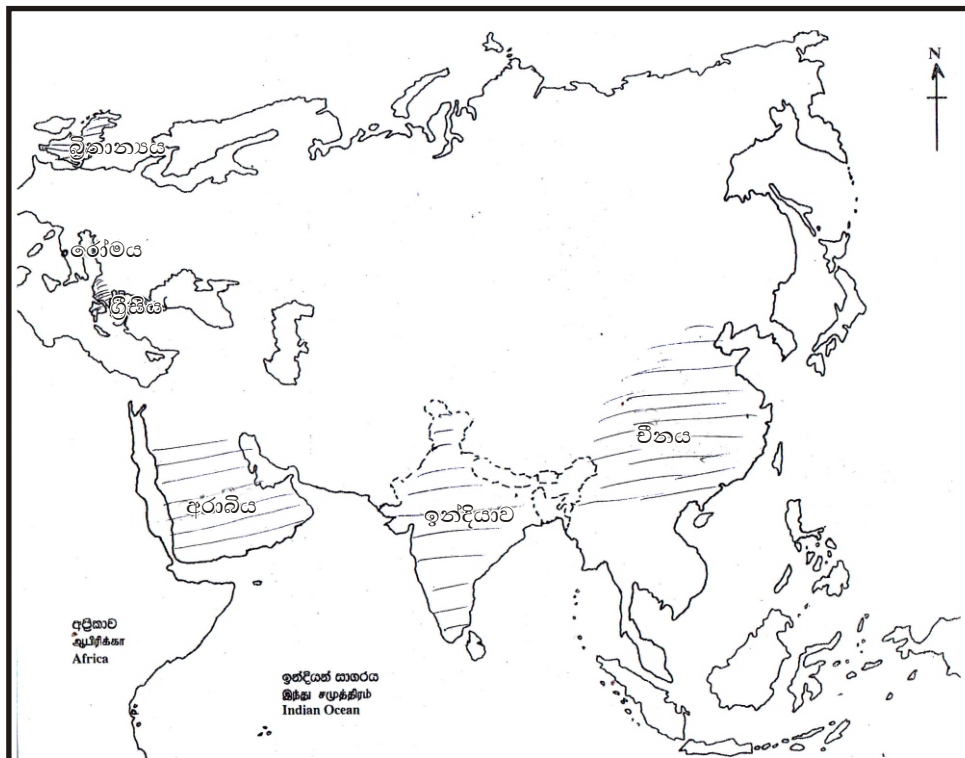 N
බ්‍රිතාන්‍යය
රෝමය
ග්‍රීසිය
චීනය
අරාබිය
ඉන්දියාව
අප්‍රිකාව
ஆபிரிக்கா
Africa
ඉන්දියන් සාගරය
இந்து சமுத்திரம்
Indian Ocean